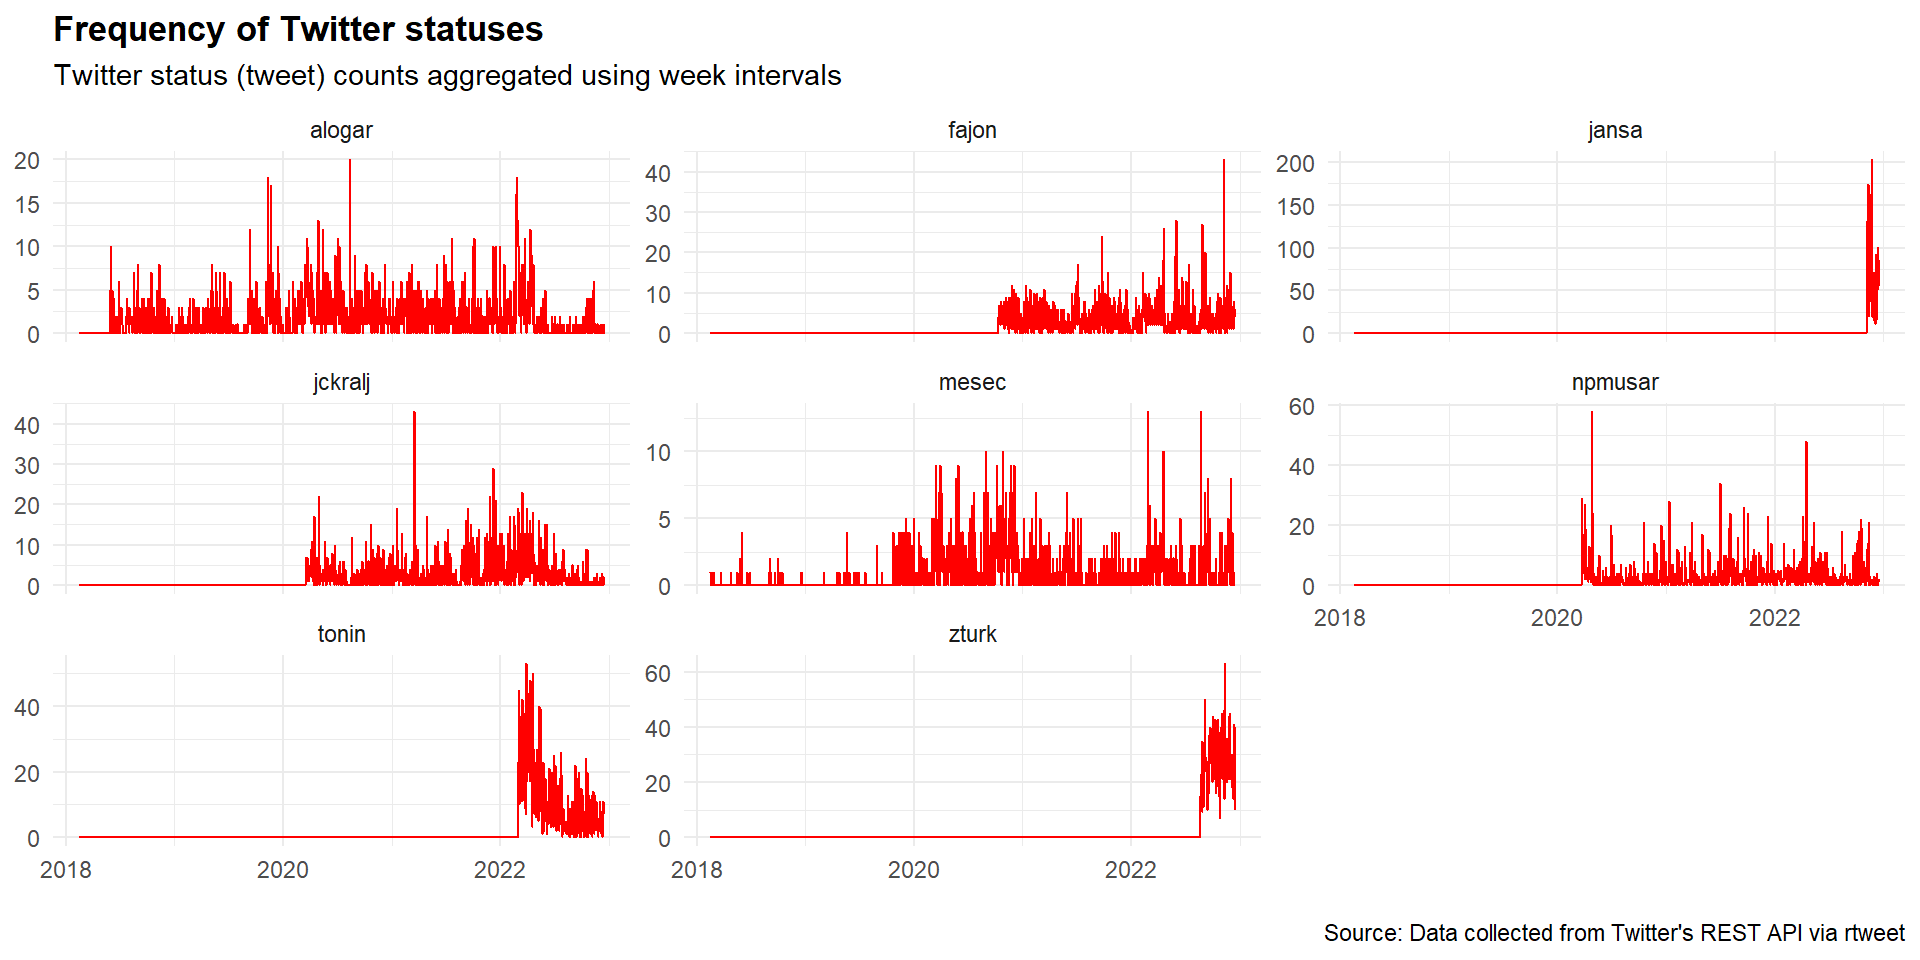 Frequency of Twitter statuses
Twitter status (tweet) counts aggregated using week intervals
alogar
20
15
10
5
0
fajon
40
30
20
10
0
jansa
200
150
100
50
0
jckralj
40
30
20
10
0
mesec
10
5
0
npmusar
60
40
20
0
2018 2020 2022
tonin
40
20
0
2018 2020 2022
zturk
60
40
20
0
2018 2020 2022
Source: Data collected from Twitter's REST API via rtweet